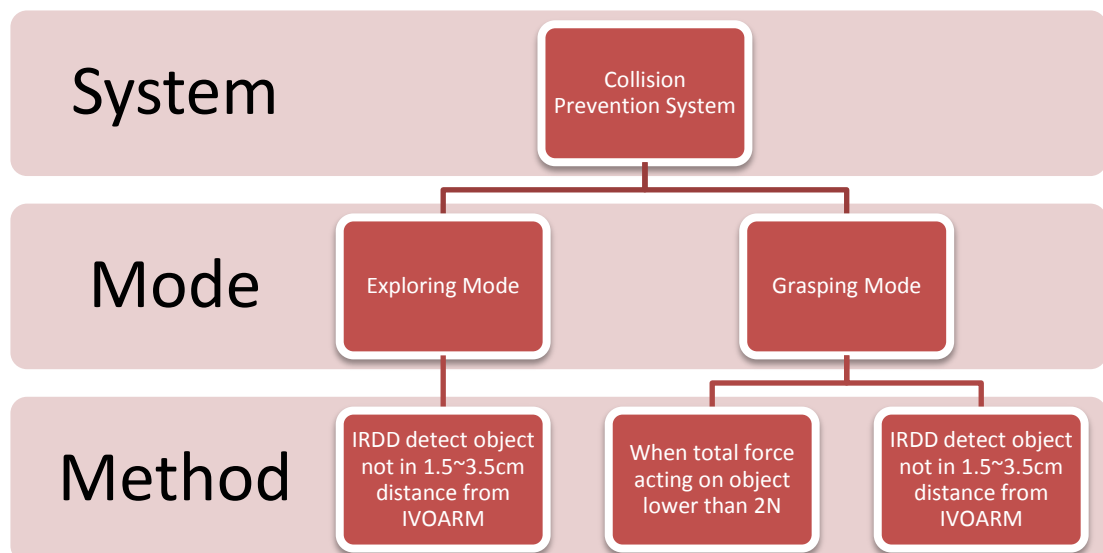 System
Collision
Prevention System
Mode
Exploring Mode
Grasping Mode
Method
IRDD detect object
not in 1.5~3.5cm
distance from
IVOARM
When total force
acting on object
lower than 2N
IRDD detect object
not in 1.5~3.5cm
distance from
IVOARM